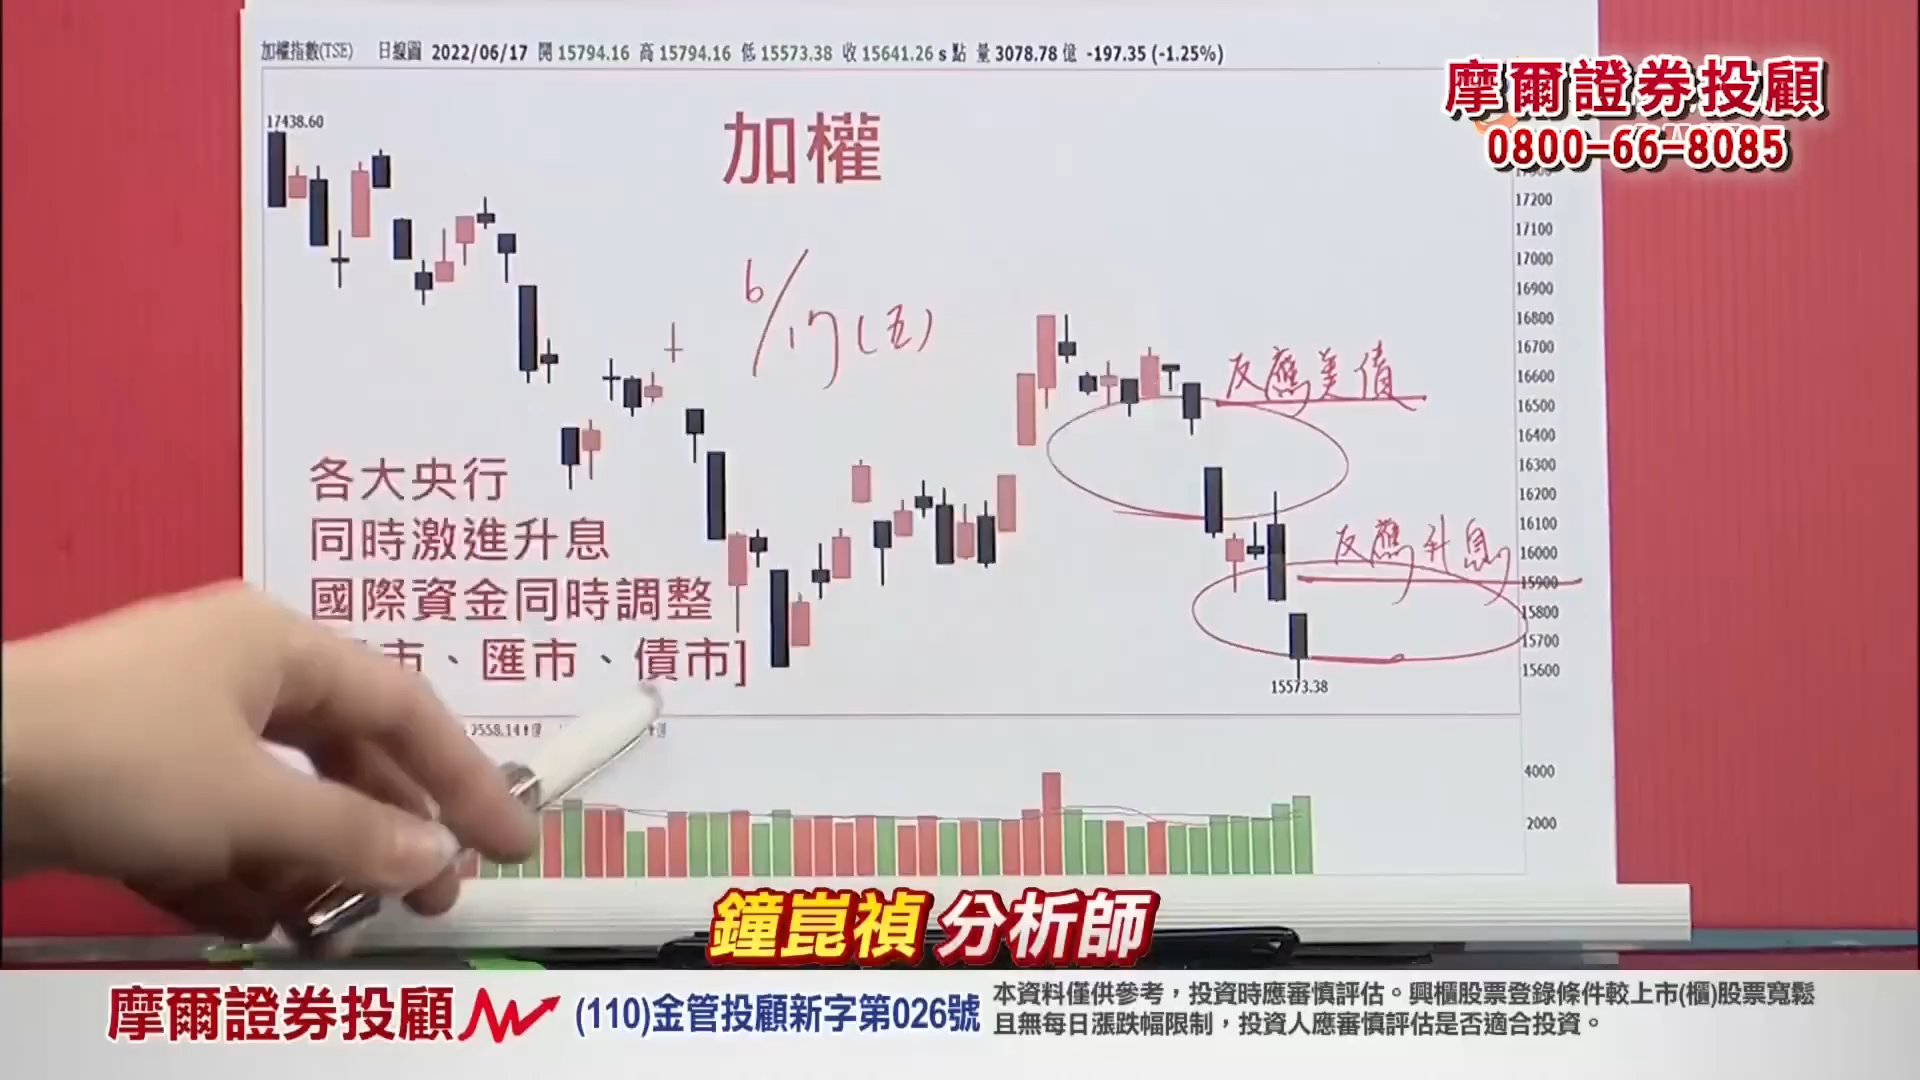 加權指數(TSE) 日線圖 2022/06/17 開 15794.16 高 15794.16 低 15573.38 收 15641.26 s 點 量 3078.78 億 -197.35 (-1.25%)
摩爾證券投顧
0800-66-8085
17438.60
加權
6/17(五)
反應美債
反應升息
各大央行
同時激進升息
國際資金同時調整
市、匯市、債市]
17200
17100
17000
16900
16800
16700
16600
16500
16400
16300
16200
16100
16000
15900
15800
15700
15600
15573.38
4000
2000
鐘崑禎 分析師
摩爾證券投顧
(110)金管投顧新字第026號
本資料僅供參考，投資時應審慎評估。興櫃股票登錄條件較上市(櫃)股票寬鬆
且無每日漲跌幅限制，投資人應審慎評估是否適合投資。